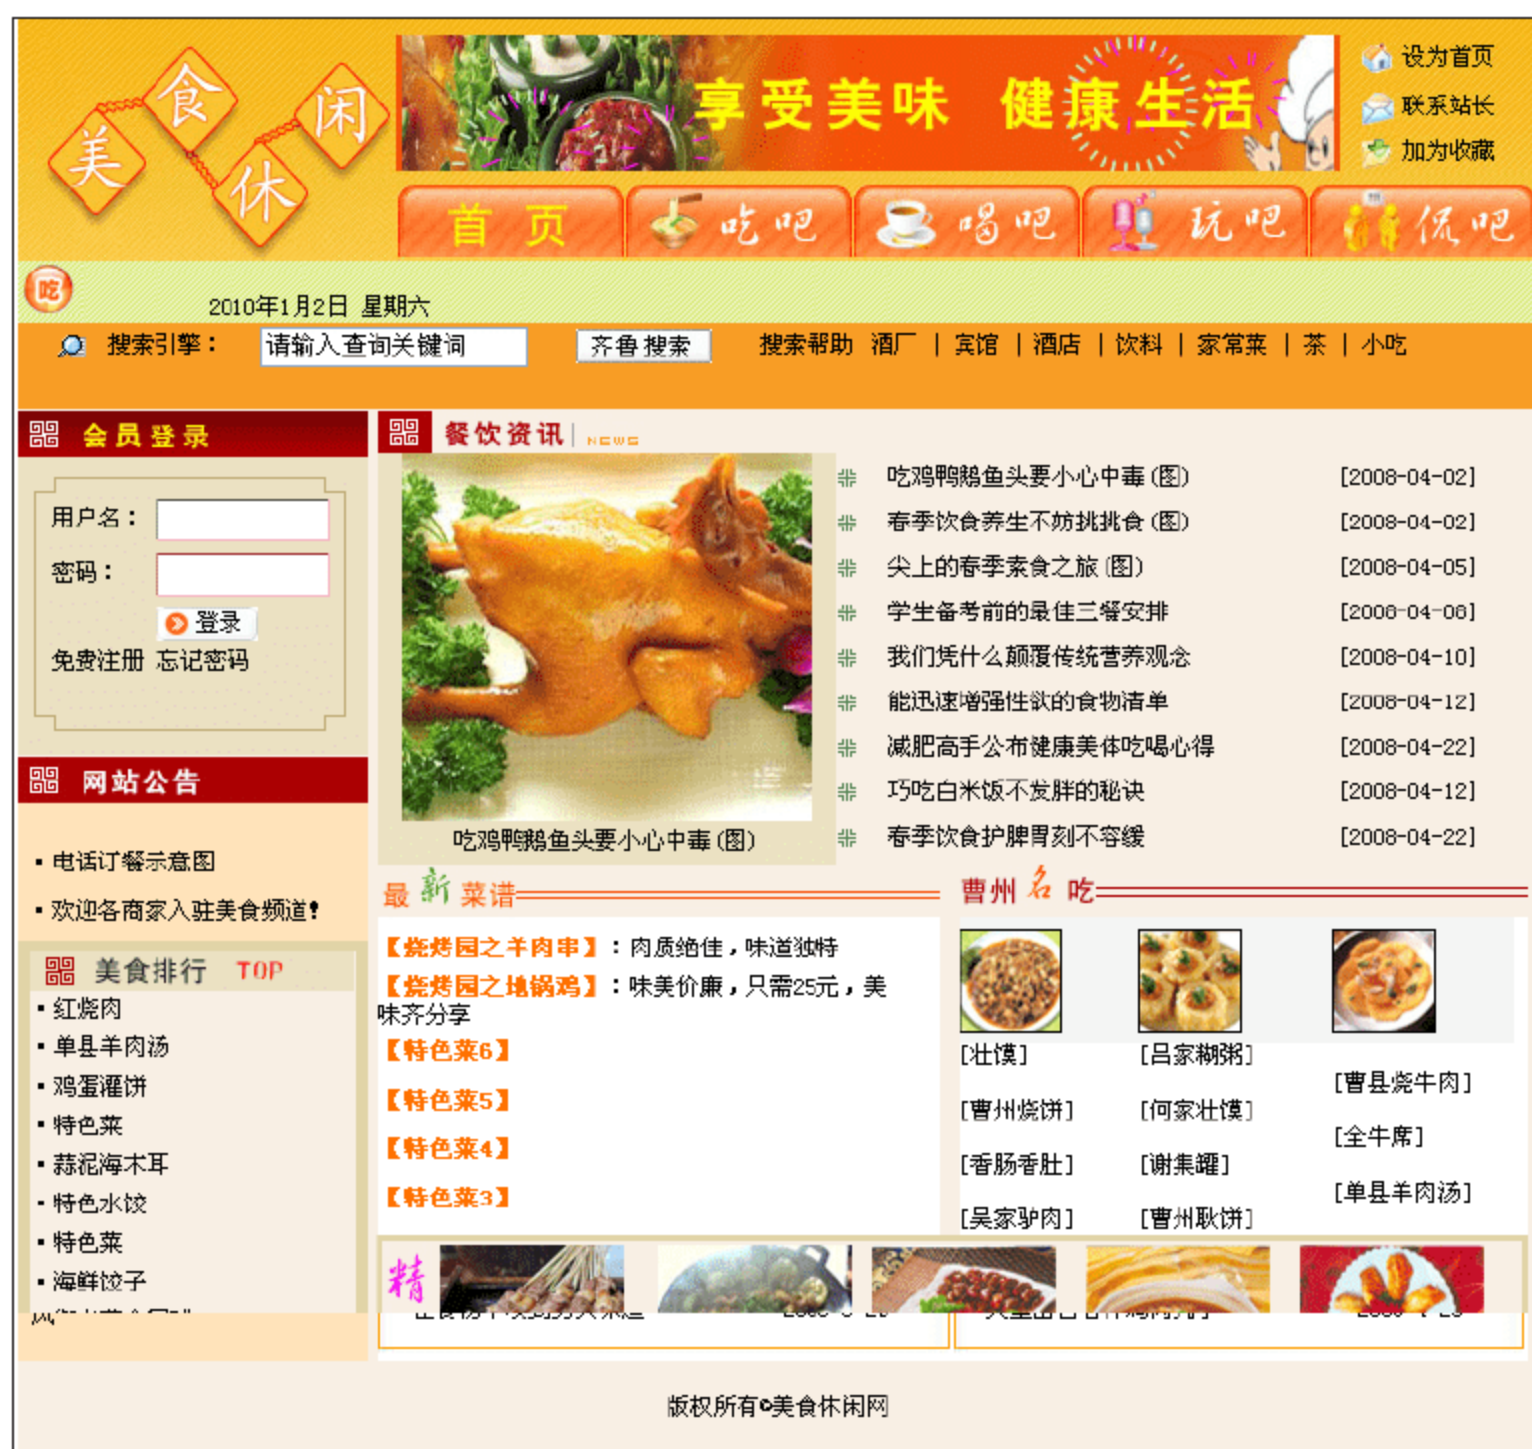 美食休闲
享受美味 健康生活
设为首页
联系站长
加为收藏
首页 吃吧 喝吧 玩吧 侃吧
吃
2010年1月2日 星期六
搜索引擎： 请输入查询关键词 齐鲁搜索 搜索帮助 酒厂 | 宾馆 | 酒店 | 饮料 | 家常菜 | 茶 | 小吃
会员登录
用户名：
密码：
登录
免费注册 忘记密码
网站公告
▪ 电话订餐示意图
▪ 欢迎各商家入驻美食频道！
美食排行 TOP
▪ 红烧肉
▪ 单县羊肉汤
▪ 鸡蛋灌饼
▪ 特色菜
▪ 蒜泥海木耳
▪ 特色水饺
▪ 特色菜
▪ 海鲜饺子
餐饮资讯 | NEWS
吃鸡鸭鹅鱼头要小心中毒(图)
吃鸡鸭鹅鱼头要小心中毒(图) [2008-04-02]
春季饮食养生不妨挑挑食(图) [2008-04-02]
尖上的春季素食之旅(图) [2008-04-05]
学生备考前的最佳三餐安排 [2008-04-08]
我们凭什么颠覆传统营养观念 [2008-04-10]
能迅速增强性欲的食物清单 [2008-04-12]
减肥高手公布健康美体吃喝心得 [2008-04-22]
巧吃白米饭不发胖的秘诀 [2008-04-12]
春季饮食护脾胃刻不容缓 [2008-04-22]
最新菜谱
【烧烤园之羊肉串】：肉质绝佳，味道独特
【烧烤园之地锅鸡】：味美价廉，只需25元，美
味齐分享
【特色菜6】
【特色菜5】
【特色菜4】
【特色菜3】
曹州名吃
[壮馍] [吕家糊粥]
[曹县烧牛肉]
[曹州烧饼] [何家壮馍]
[全牛席]
[香肠香肚] [谢集罐]
[单县羊肉汤]
[吴家驴肉] [曹州耿饼]
精
版权所有©美食休闲网